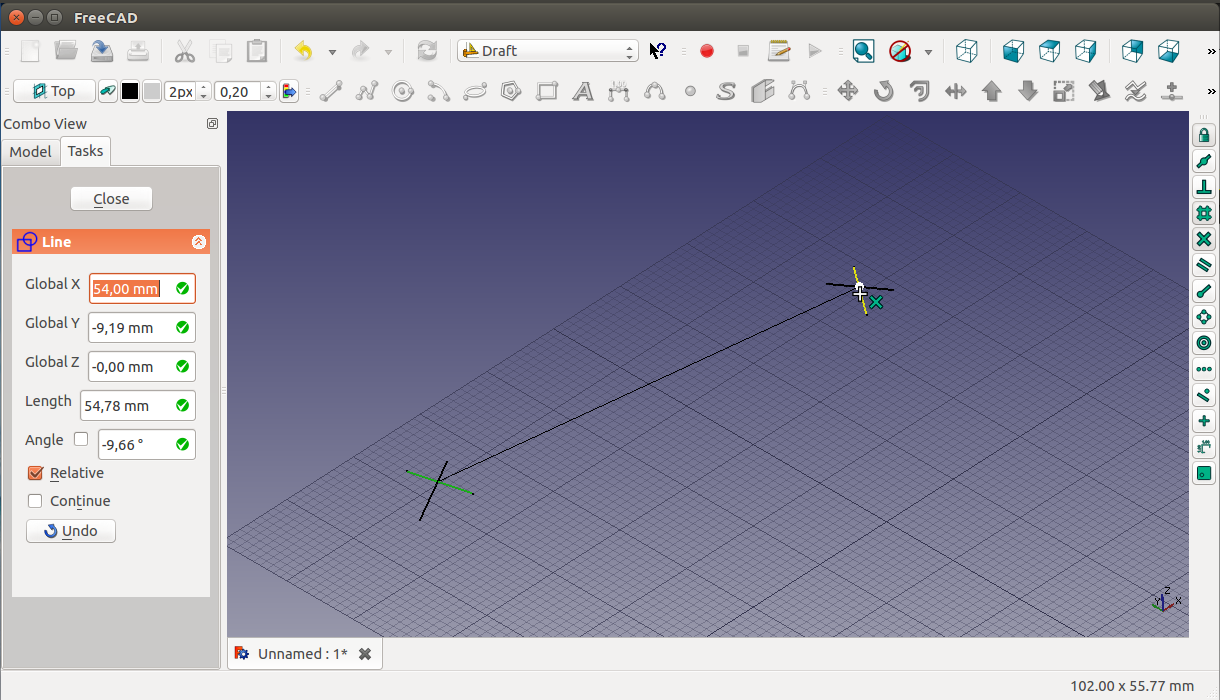 FreeCAD
Draft
»
Top
2px
0,20
»
Combo View
Model
Tasks
Close
Line
Global X
54,00 mm
Global Y
-9,19 mm
Global Z
-0,00 mm
Length
54,78 mm
Angle
-9,66 °
Relative
Continue
Undo
Z
Y
X
Unnamed : 1*
102.00 x 55.77 mm